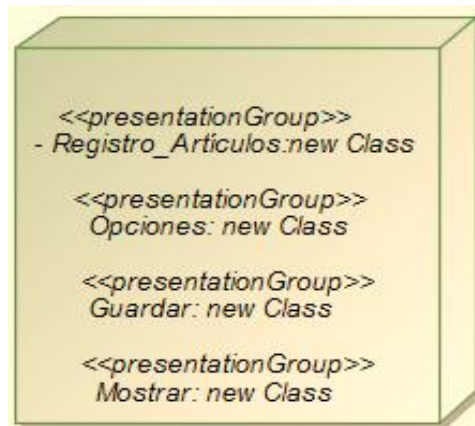 <<presentationGroup>>
- Registro_Artículos:new Class
<<presentationGroup>>
Opciones: new Class
<<presentationGroup>>
Guardar: new Class
<<presentationGroup>>
Mostrar: new Class